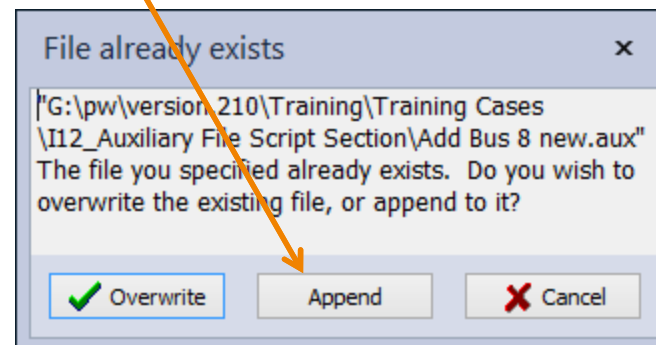 File already exists
"G:\pw\version 210\Training\Training Cases
\I12_Auxiliary File Script Section\Add Bus 8 new.aux"
The file you specified already exists. Do you wish to
overwrite the existing file, or append to it?
Overwrite Append Cancel